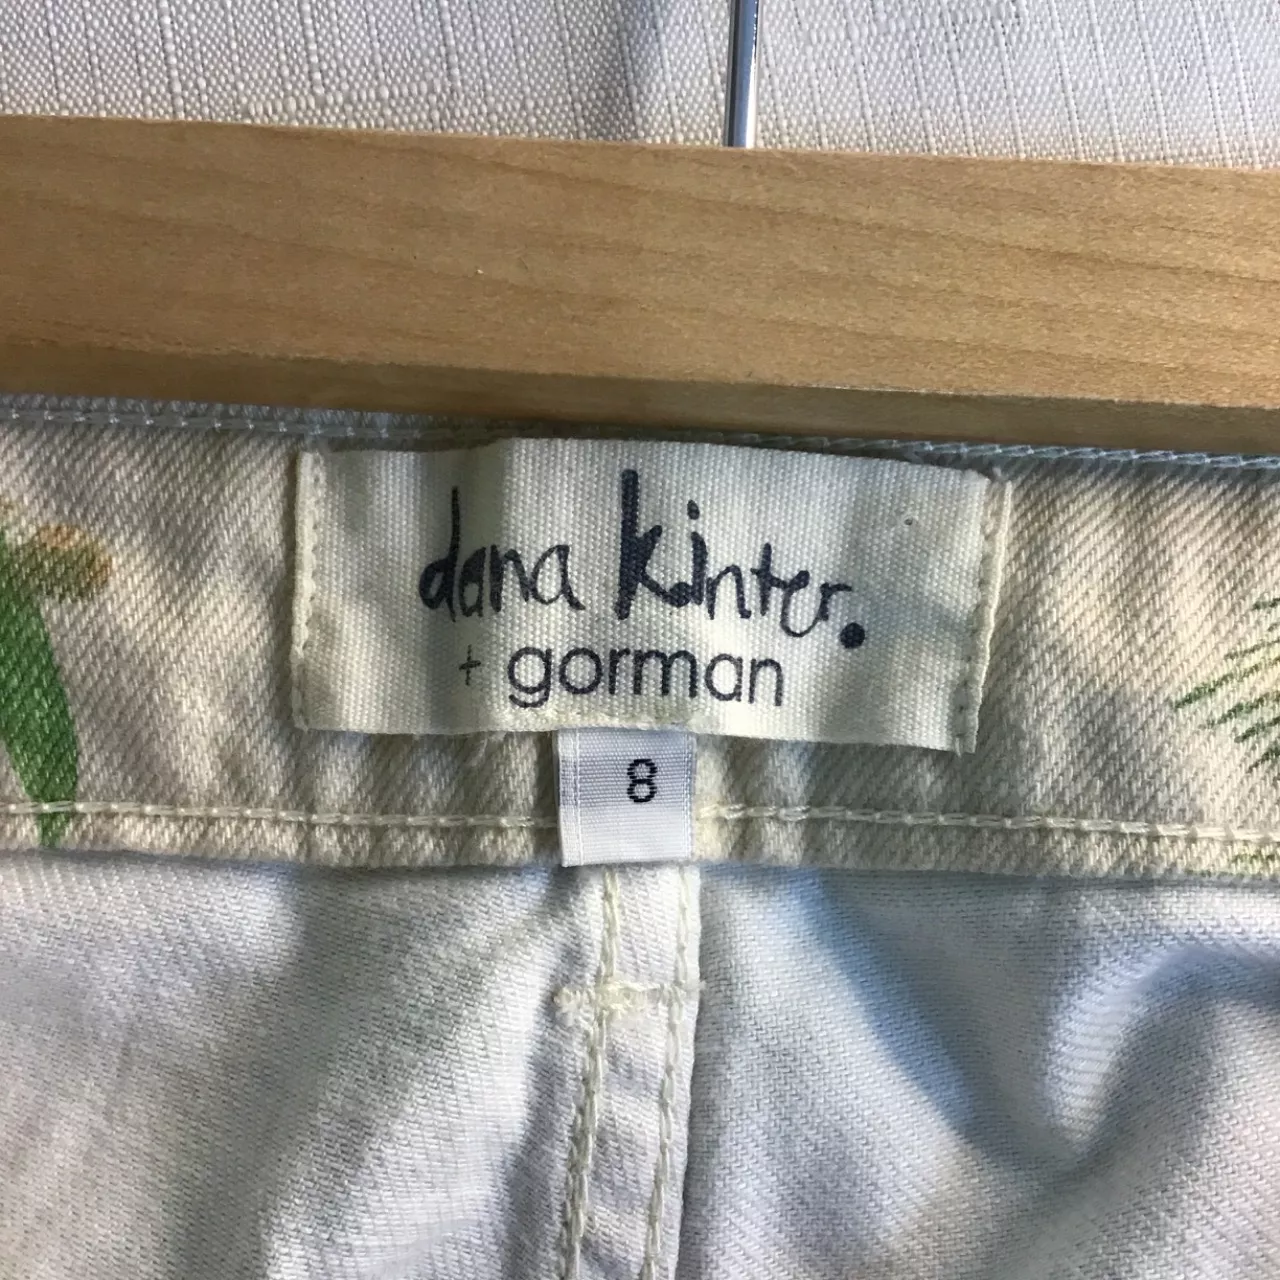 dana kinter.
+ gorman
8